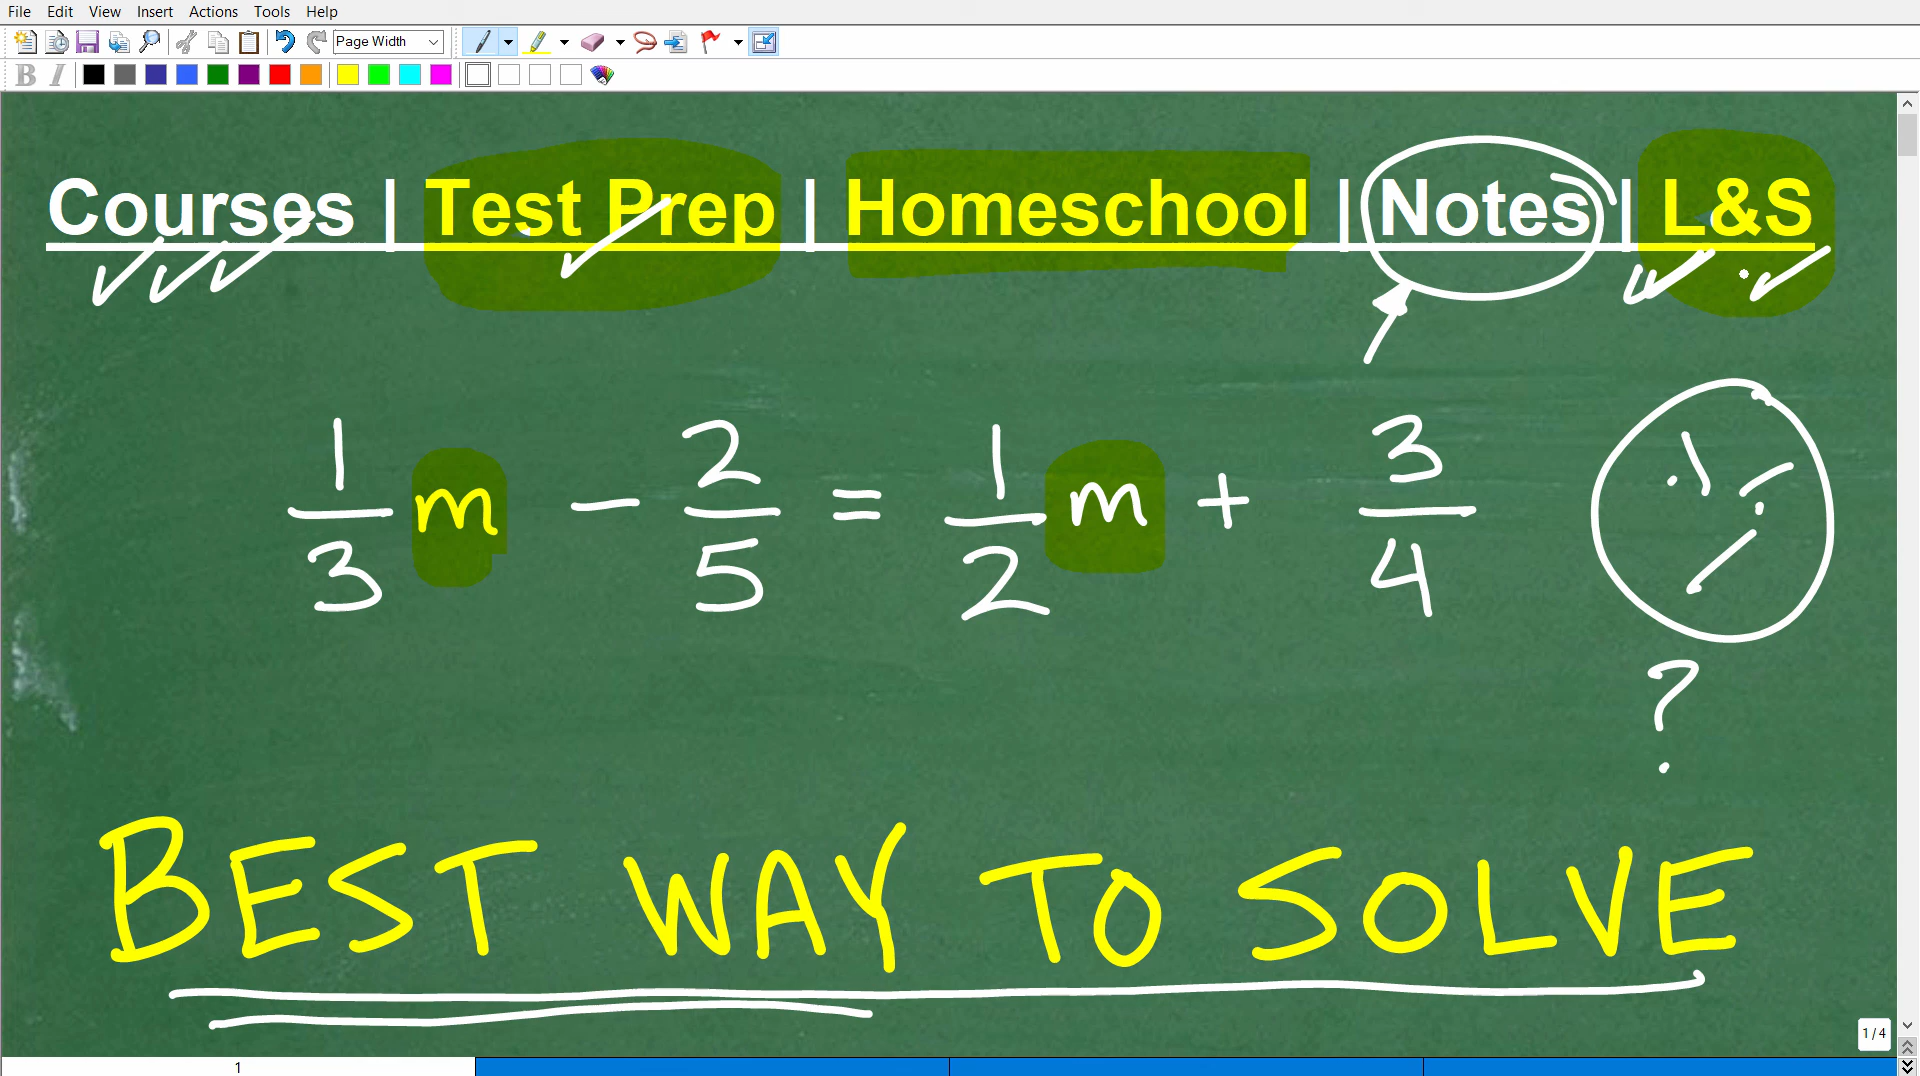 File Edit View Insert Actions Tools Help
Page Width
B I
Courses | Test Prep | Homeschool | Notes | L&S
1/3 m - 2/5 = 1/2 m + 3/4
?
BEST WAY TO SOLVE
1 / 4
1